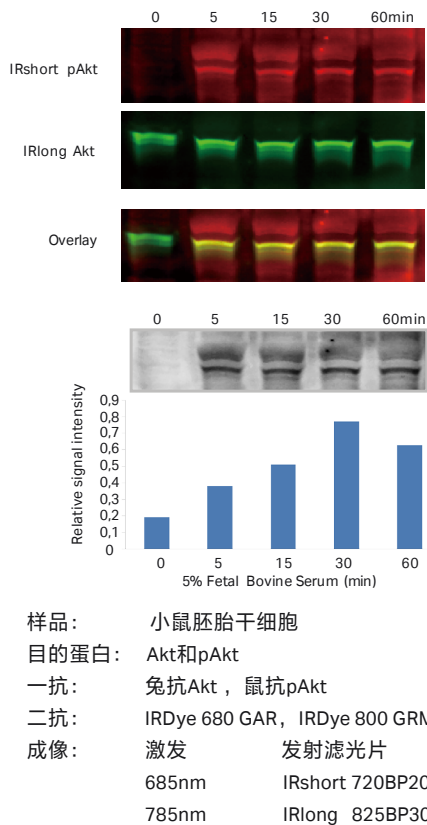 0 5 15 30 60min
IRshort pAkt
IRlong Akt
Overlay
0 5 15 30 60min
Relative signal intensity
0,9
0,8
0,7
0,6
0,5
0,4
0,3
0,2
0,1
0
0 5 15 30 60
5% Fetal Bovine Serum (min)
样品： 小鼠胚胎干细胞
目的蛋白： Akt和pAkt
一抗： 兔抗Akt ，鼠抗pAkt
二抗： IRDye 680 GAR，IRDye 800 GRM
成像： 激发 发射滤光片
685nm IRshort 720BP20
785nm IRlong 825BP30